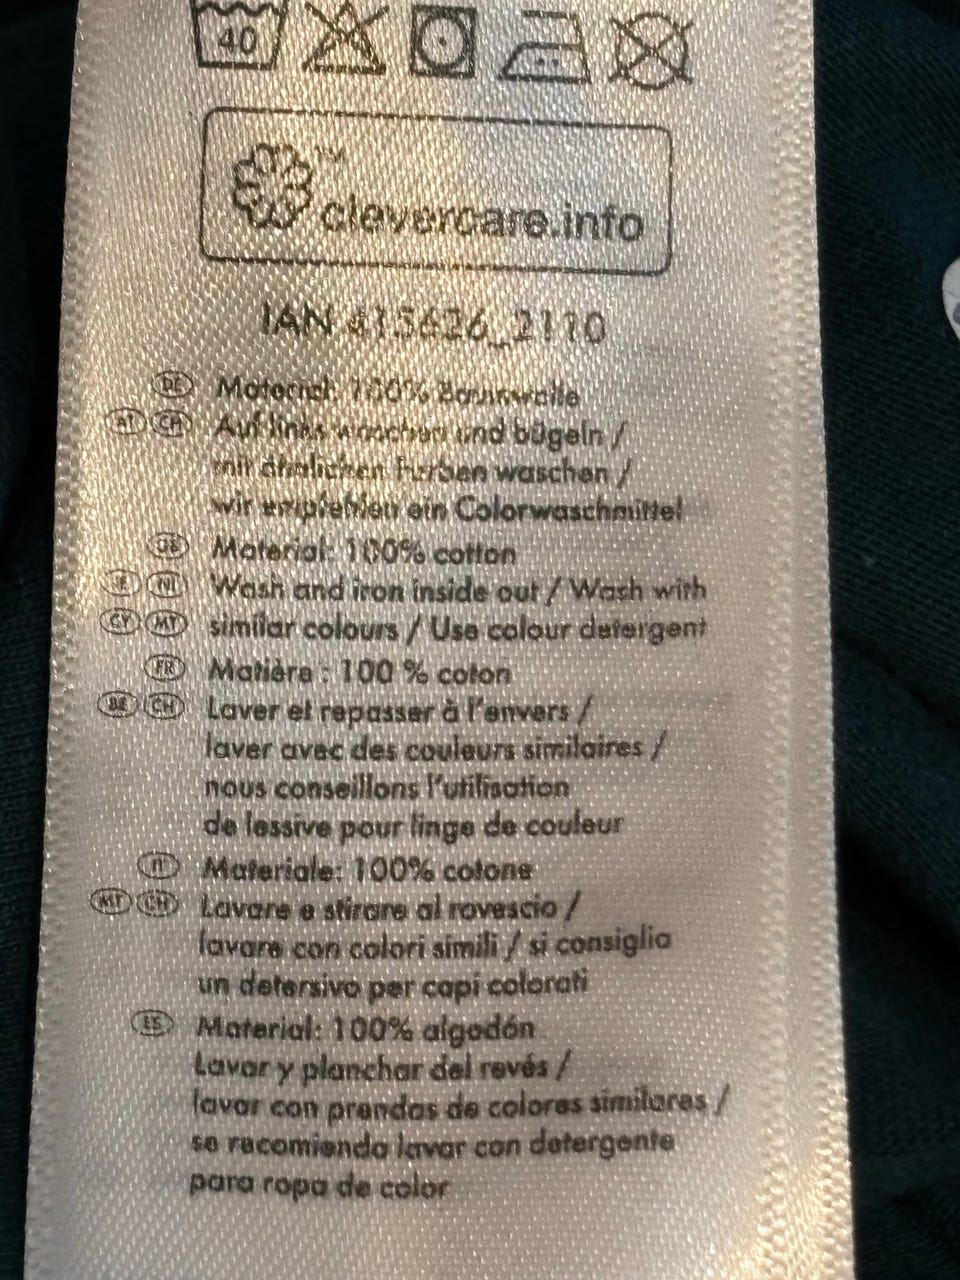 40
clevercare.info
TM
IAN 413626_2110
DE Material: 100% Baumwolle
AT CH Auf links waschen und bügeln /
mit ähnlichen Farben waschen /
wir empfehlen ein Colorwaschmittel
GB Material: 100% cotton
IE NI Wash and iron inside out / Wash with
CY MT similar colours / Use colour detergent
FR Matière : 100 % coton
BE CH Laver et repasser à l'envers /
laver avec des couleurs similaires /
nous conseillons l'utilisation
de lessive pour linge de couleur
IT Materiale: 100% cotone
MT CH Lavare e stirare al rovescio /
lavare con colori simili / si consiglia
un detersivo per capi colorati
ES Material: 100% algodón
Lavar y planchar del revés /
lavar con prendas de colores similares /
se recomienda lavar con detergente
para ropa de color